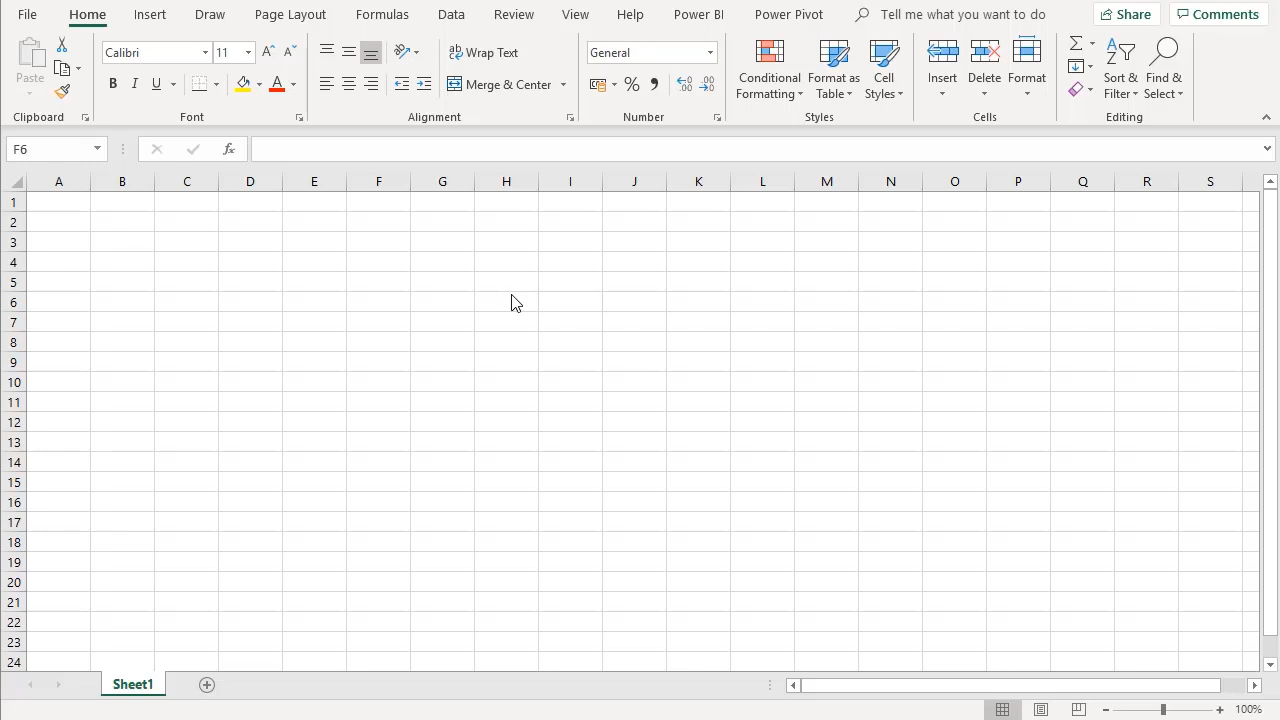 File Home Insert Draw Page Layout Formulas Data Review View Help Power BI Power Pivot Tell me what you want to do Share Comments
Paste
Clipboard
Calibri 11
B I U A
Font
ab Wrap Text
Merge & Center
Alignment
General
% ,
Number
Conditional Formatting
Format as Table
Cell Styles
Styles
Insert
Delete
Format
Cells
Sort & Filter
Find & Select
Editing
F6 fx
A B C D E F G H I J K L M N O P Q R S
1
2
3
4
5
6
7
8
9
10
11
12
13
14
15
16
17
18
19
20
21
22
23
24
Sheet1
100%